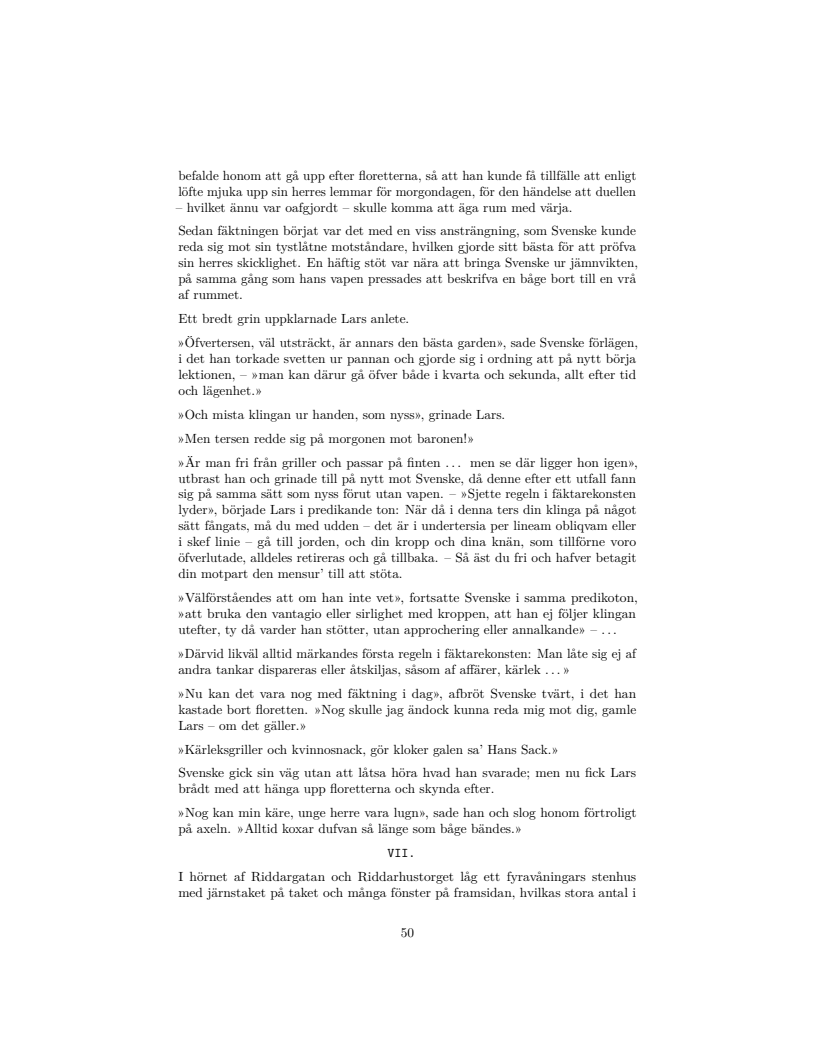 befalde honom att gå upp efter floretterna, så att han kunde få tillfälle att enligt
löfte mjuka upp sin herres lemmar för morgondagen, för den händelse att duellen
– hvilket ännu var oafgjordt – skulle komma att äga rum med värja.
Sedan fäktningen börjat var det med en viss ansträngning, som Svenske kunde
reda sig mot sin tystlåtne motståndare, hvilken gjorde sitt bästa för att pröfva
sin herres skicklighet. En häftig stöt var nära att bringa Svenske ur jämnvikten,
på samma gång som hans vapen pressades att beskrifva en båge bort till en vrå
af rummet.
Ett bredt grin uppklarnade Lars anlete.
»Öfvertersen, väl utsträckt, är annars den bästa garden», sade Svenske förlägen,
i det han torkade svetten ur pannan och gjorde sig i ordning att på nytt börja
lektionen, – »man kan därur gå öfver både i kvarta och sekunda, allt efter tid
och lägenhet.»
»Och mista klingan ur handen, som nyss», grinade Lars.
»Men tersen redde sig på morgonen mot baronen!»
»Är man fri från griller och passar på finten ... men se där ligger hon igen»,
utbrast han och grinade till på nytt mot Svenske, då denne efter ett utfall fann
sig på samma sätt som nyss förut utan vapen. – »Sjette regeln i fäktarekonsten
lyder», började Lars i predikande ton: När då i denna ters din klinga på något
sätt fångats, må du med udden – det är i undertersia per lineam obliqvam eller
i skef linie – gå till jorden, och din kropp och dina knän, som tillförne voro
öfverlutade, alldeles retireras och gå tillbaka. – Så äst du fri och hafver betagit
din motpart den mensur' till att stöta.
»Välförståendes att om han inte vet», fortsatte Svenske i samma predikoton,
»att bruka den vantagio eller sirlighet med kroppen, att han ej följer klingan
utefter, ty då varder han stötter, utan approchering eller annalkande» – ...
»Därvid likväl alltid märkandes första regeln i fäktarekonsten: Man låte sig ej af
andra tankar dispareras eller åtskiljas, såsom af affärer, kärlek ... »
»Nu kan det vara nog med fäktning i dag», afbröt Svenske tvärt, i det han
kastade bort floretten. »Nog skulle jag ändock kunna reda mig mot dig, gamle
Lars – om det gäller.»
»Kärleksgriller och kvinnosnack, gör kloker galen sa' Hans Sack.»
Svenske gick sin väg utan att låtsa höra hvad han svarade; men nu fick Lars
brådt med att hänga upp floretterna och skynda efter.
»Nog kan min käre, unge herre vara lugn», sade han och slog honom förtroligt
på axeln. »Alltid koxar dufvan så länge som båge bändes.»
VII.
I hörnet af Riddargatan och Riddarhustorget låg ett fyravåningars stenhus
med järnstaket på taket och många fönster på framsidan, hvilkas stora antal i
50